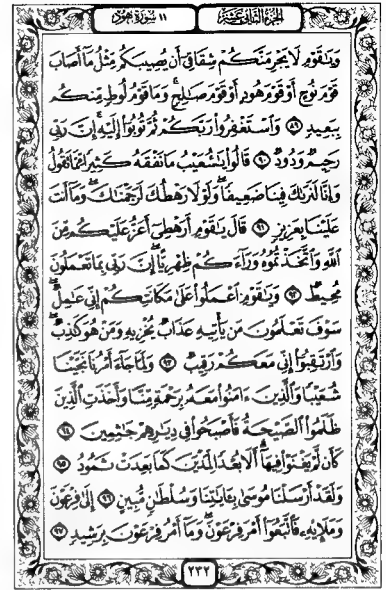 الجزء الثاني عشر
١١ سورة هود
وَيَٰقَوْمِ لَا يَجْرِمَنَّكُمْ شِقَاقِىٓ أَن يُصِيبَكُم مِّثْلُ مَآ أَصَابَ
قَوْمَ نُوحٍ أَوْ قَوْمَ هُودٍ أَوْ قَوْمَ صَٰلِحٍ ۚ وَمَا قَوْمُ لُوطٍ مِّنكُم
بِبَعِيدٍ ٨٩ وَٱسْتَغْفِرُوا۟ رَبَّكُمْ ثُمَّ تُوبُوٓا۟ إِلَيْهِ ۚ إِنَّ رَبِّى
رَحِيمٌ وَدُودٌ ٩٠ قَالُوا۟ يَٰشُعَيْبُ مَا نَفْقَهُ كَثِيرًا مِّمَّا تَقُولُ
وَإِنَّا لَنَرَىٰكَ فِينَا ضَعِيفًا ۖ وَلَوْلَا رَهْطُكَ لَرَجَمْنَٰكَ ۖ وَمَآ أَنتَ
عَلَيْنَا بِعَزِيزٍ ٩١ قَالَ يَٰقَوْمِ أَرَهْطِىٓ أَعَزُّ عَلَيْكُم مِّنَ
ٱللَّهِ وَٱتَّخَذْتُمُوهُ وَرَآءَكُمْ ظِهْرِيًّا ۖ إِنَّ رَبِّى بِمَا تَعْمَلُونَ
مُحِيطٌ ٩٢ وَيَٰقَوْمِ ٱعْمَلُوا۟ عَلَىٰ مَكَانَتِكُمْ إِنِّى عَٰمِلٌ ۖ
سَوْفَ تَعْلَمُونَ مَن يَأْتِيهِ عَذَابٌ يُخْزِيهِ وَمَنْ هُوَ كَٰذِبٌ ۖ
وَٱرْتَقِبُوٓا۟ إِنِّى مَعَكُمْ رَقِيبٌ ٩٣ وَلَمَّا جَآءَ أَمْرُنَا نَجَّيْنَا
شُعَيْبًا وَٱلَّذِينَ ءَامَنُوا۟ مَعَهُۥ بِرَحْمَةٍ مِّنَّا وَأَخَذَتِ ٱلَّذِينَ
ظَلَمُوا۟ ٱلصَّيْحَةُ فَأَصْبَحُوا۟ فِى دِيَٰرِهِمْ جَٰثِمِينَ ٩٤
كَأَن لَّمْ يَغْنَوْا۟ فِيهَآ ۗ أَلَا بُعْدًا لِّمَدْيَنَ كَمَا بَعِدَتْ ثَمُودُ ٩٥
وَلَقَدْ أَرْسَلْنَا مُوسَىٰ بِـَٔايَٰتِنَا وَسُلْطَٰنٍ مُّبِينٍ ٩٦ إِلَىٰ فِرْعَوْنَ
وَمَلَإِي۟هِۦ فَٱتَّبَعُوٓا۟ أَمْرَ فِرْعَوْنَ ۖ وَمَآ أَمْرُ فِرْعَوْنَ بِرَشِيدٍ ٩٧
٢٣٢